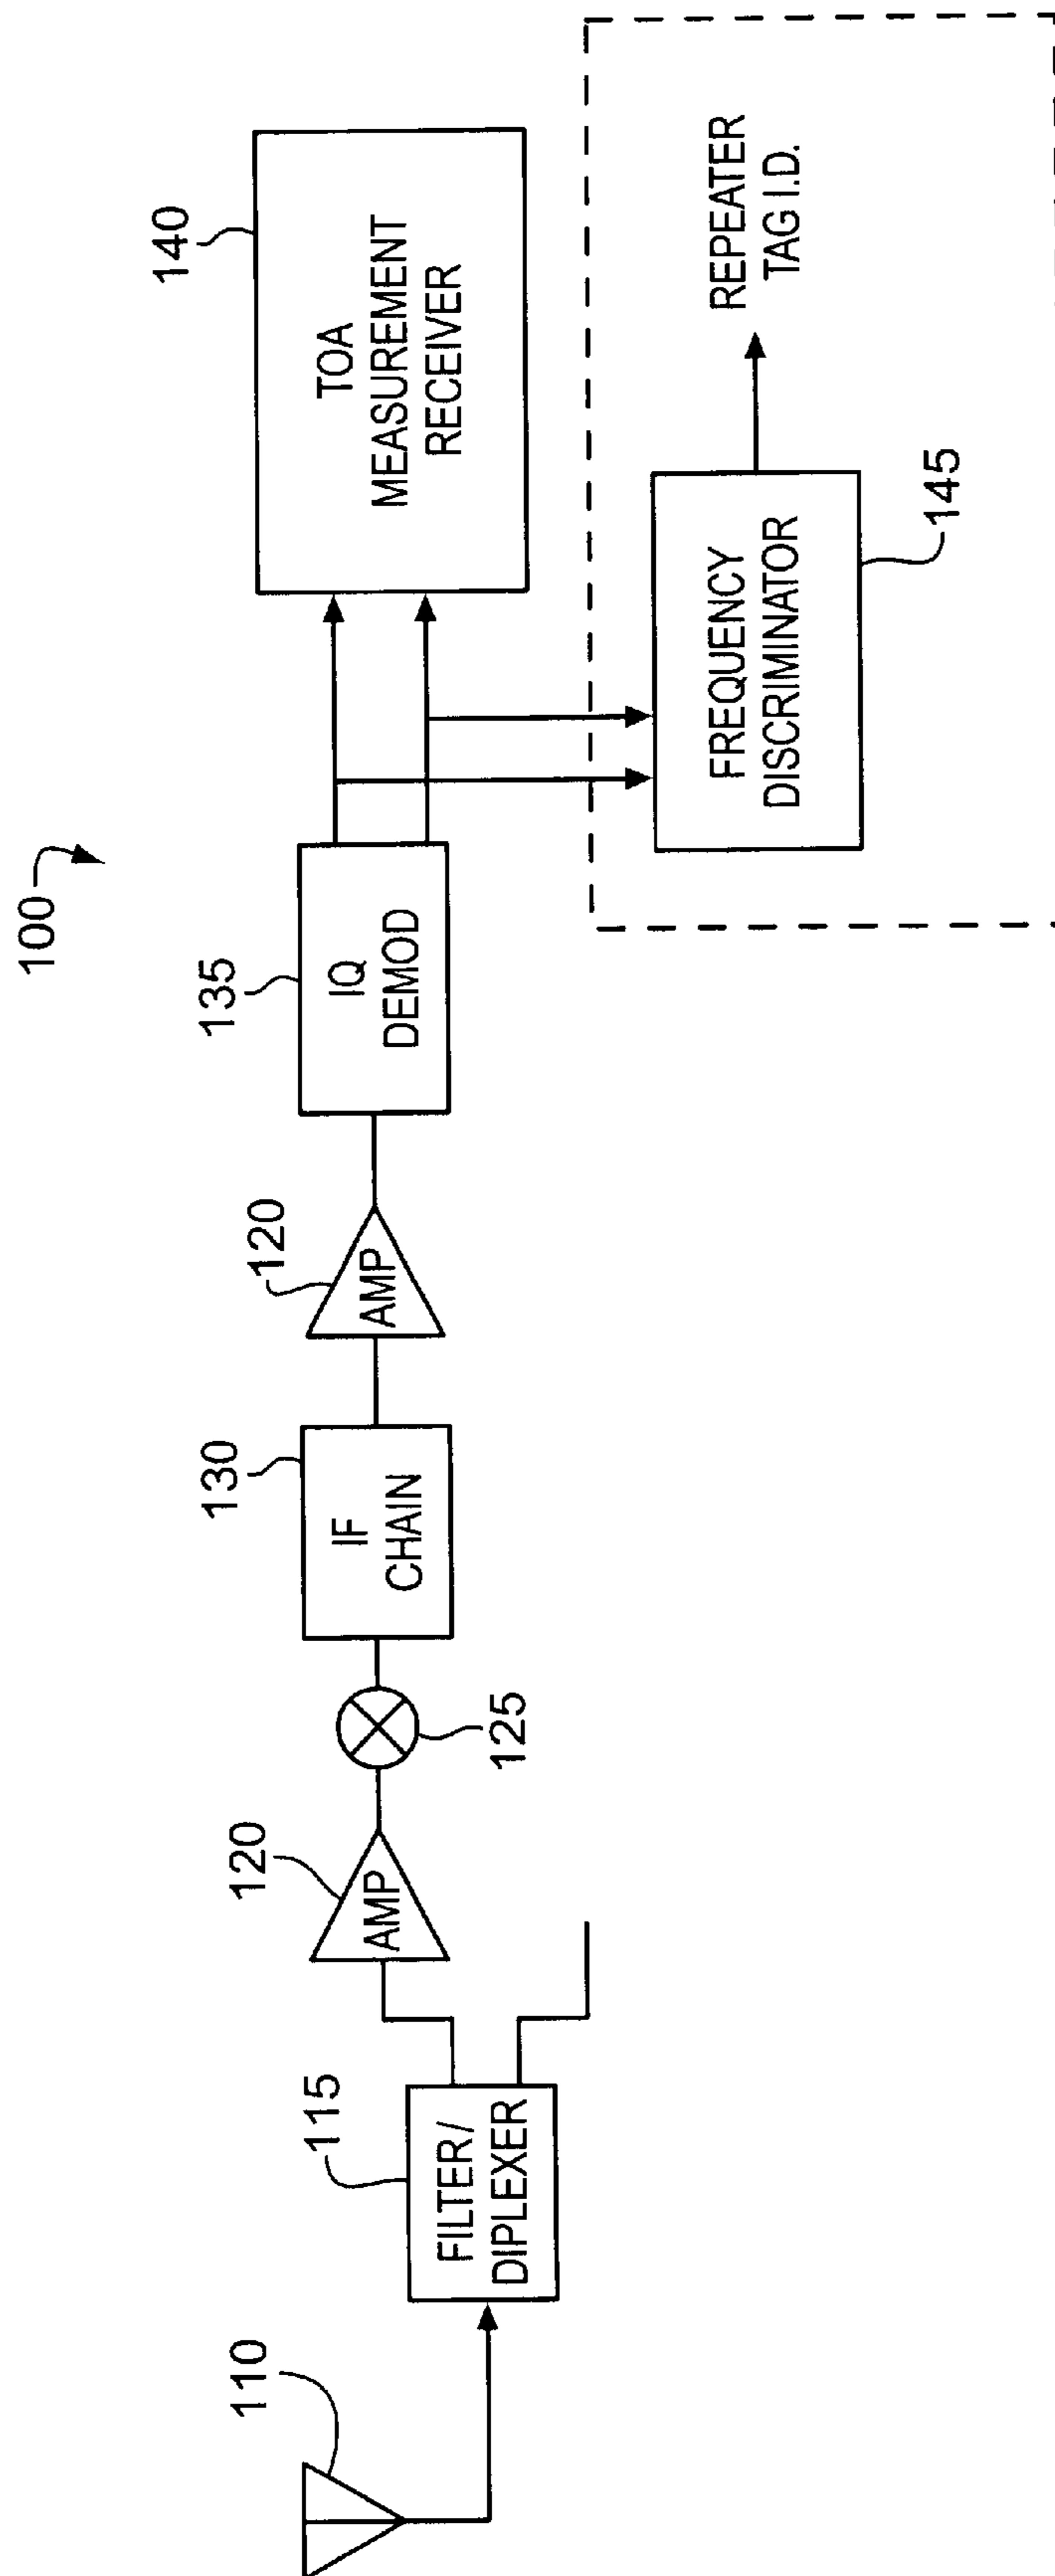 100
110
115
FILTER/
DIPLEXER
120
AMP
125
130
IF
CHAIN
120
AMP
135
IQ
DEMOD
140
TOA
MEASUREMENT
RECEIVER
FREQUENCY
DISCRIMINATOR
145
REPEATER
TAG I.D.